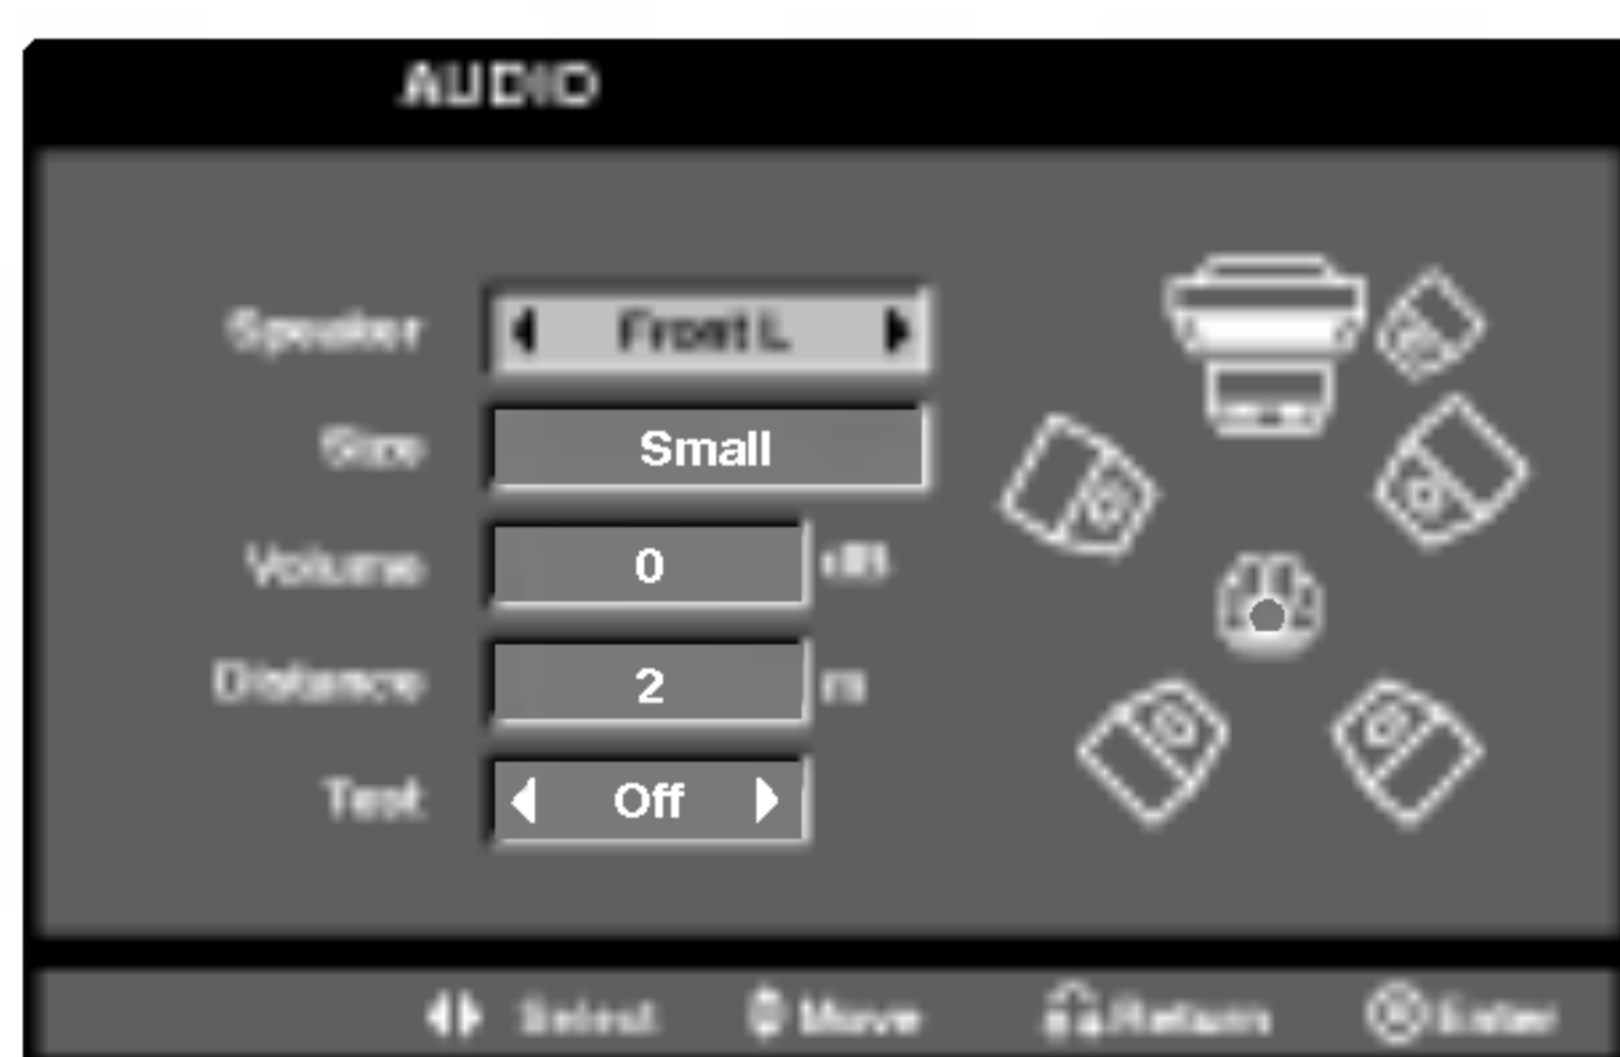 AUDIO
Speaker Front L
Size Small
Volume 0 dB
Distance 2 m
Test Off
Select Move Return Enter